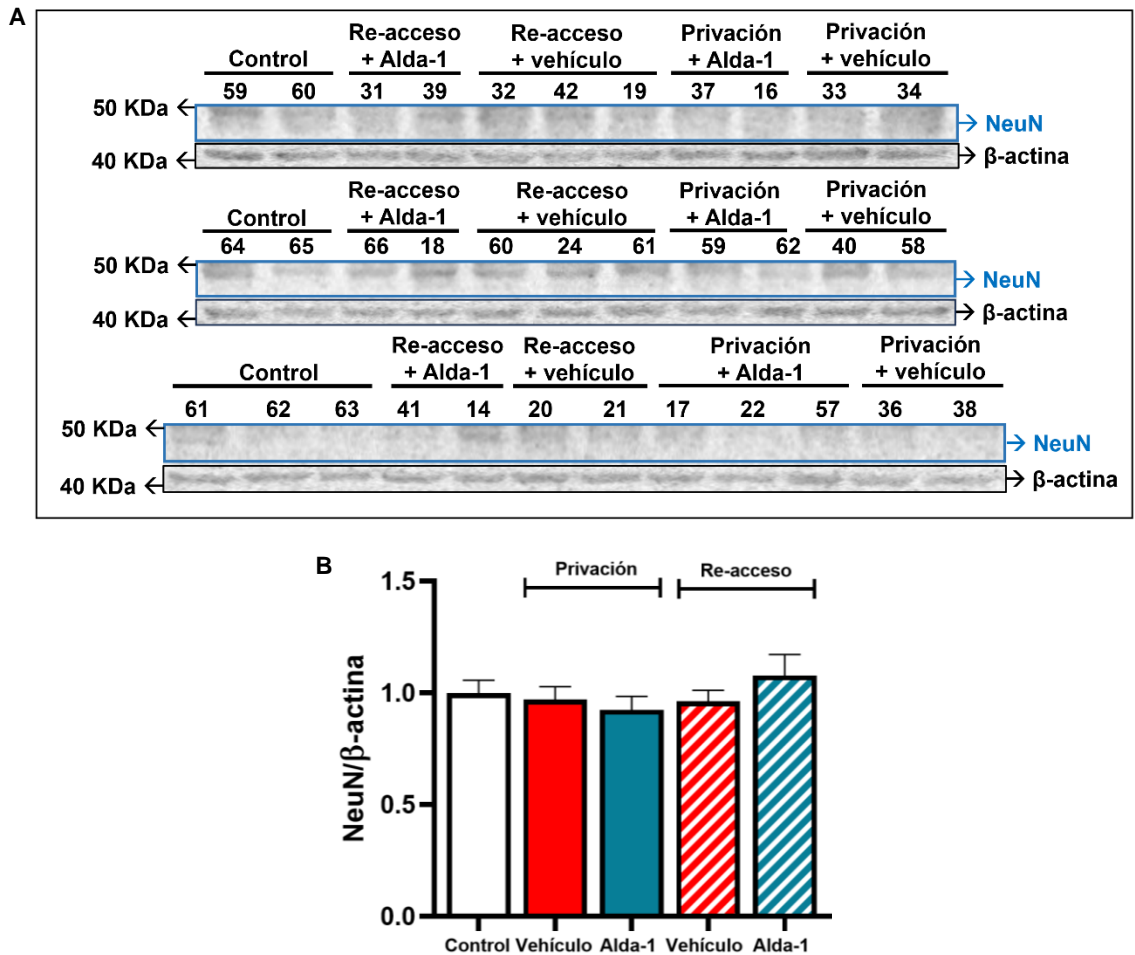 A
Control
Re-acceso
+ Alda-1
Re-acceso
+ vehículo
Privación
+ Alda-1
Privación
+ vehículo
59 60 31 39 32 42 19 37 16 33 34
50 KDa
NeuN
40 KDa
β-actina
Control
Re-acceso
+ Alda-1
Re-acceso
+ vehículo
Privación
+ Alda-1
Privación
+ vehículo
64 65 66 18 60 24 61 59 62 40 58
50 KDa
NeuN
40 KDa
β-actina
Control
Re-acceso
+ Alda-1
Re-acceso
+ vehículo
Privación
+ Alda-1
Privación
+ vehículo
61 62 63 41 14 20 21 17 22 57 36 38
50 KDa
NeuN
40 KDa
β-actina
B
Privación
Re-acceso
NeuN/β-actina
1.5
1.0
0.5
0.0
Control Vehículo Alda-1 Vehículo Alda-1